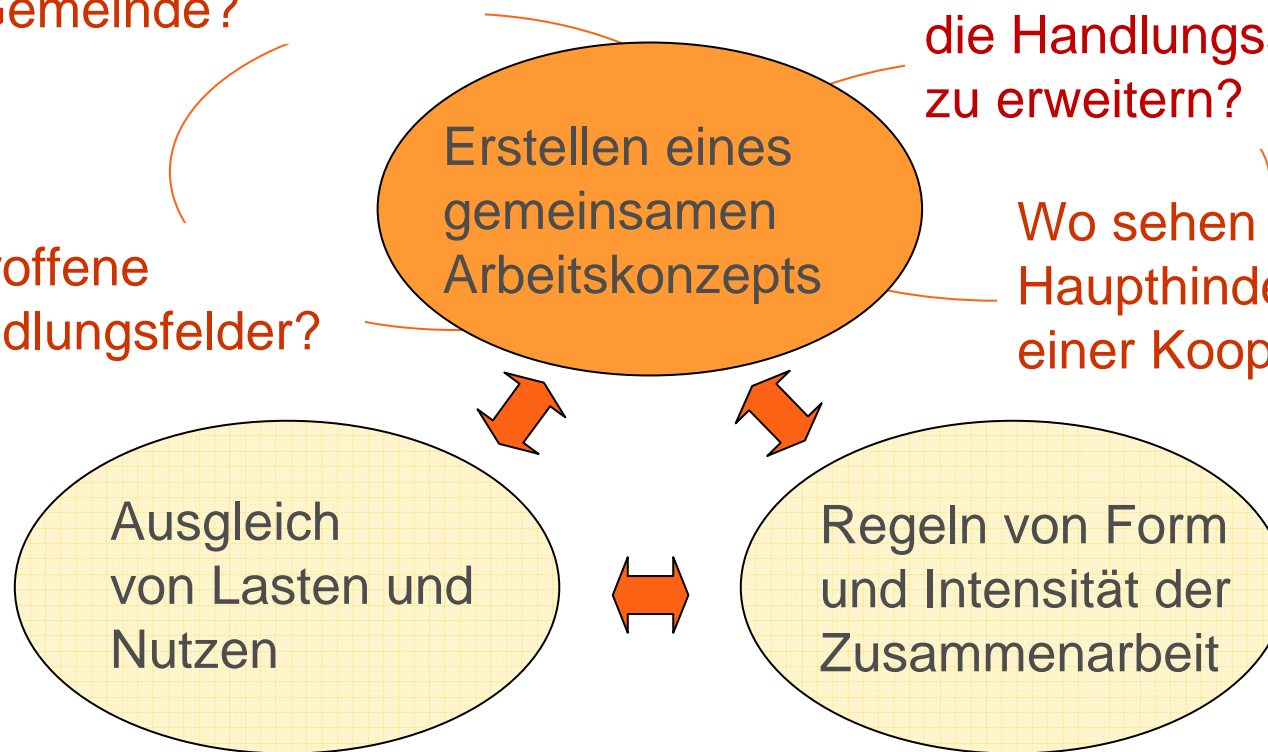 Gemeinde?
die Handlungss
zu erweitern?
Erstellen eines
gemeinsamen
Arbeitskonzepts
Wo sehen
Haupthinde
einer Koop
offene
dlungsfelder?
Ausgleich
von Lasten und
Nutzen
Regeln von Form
und Intensität der
Zusammenarbeit